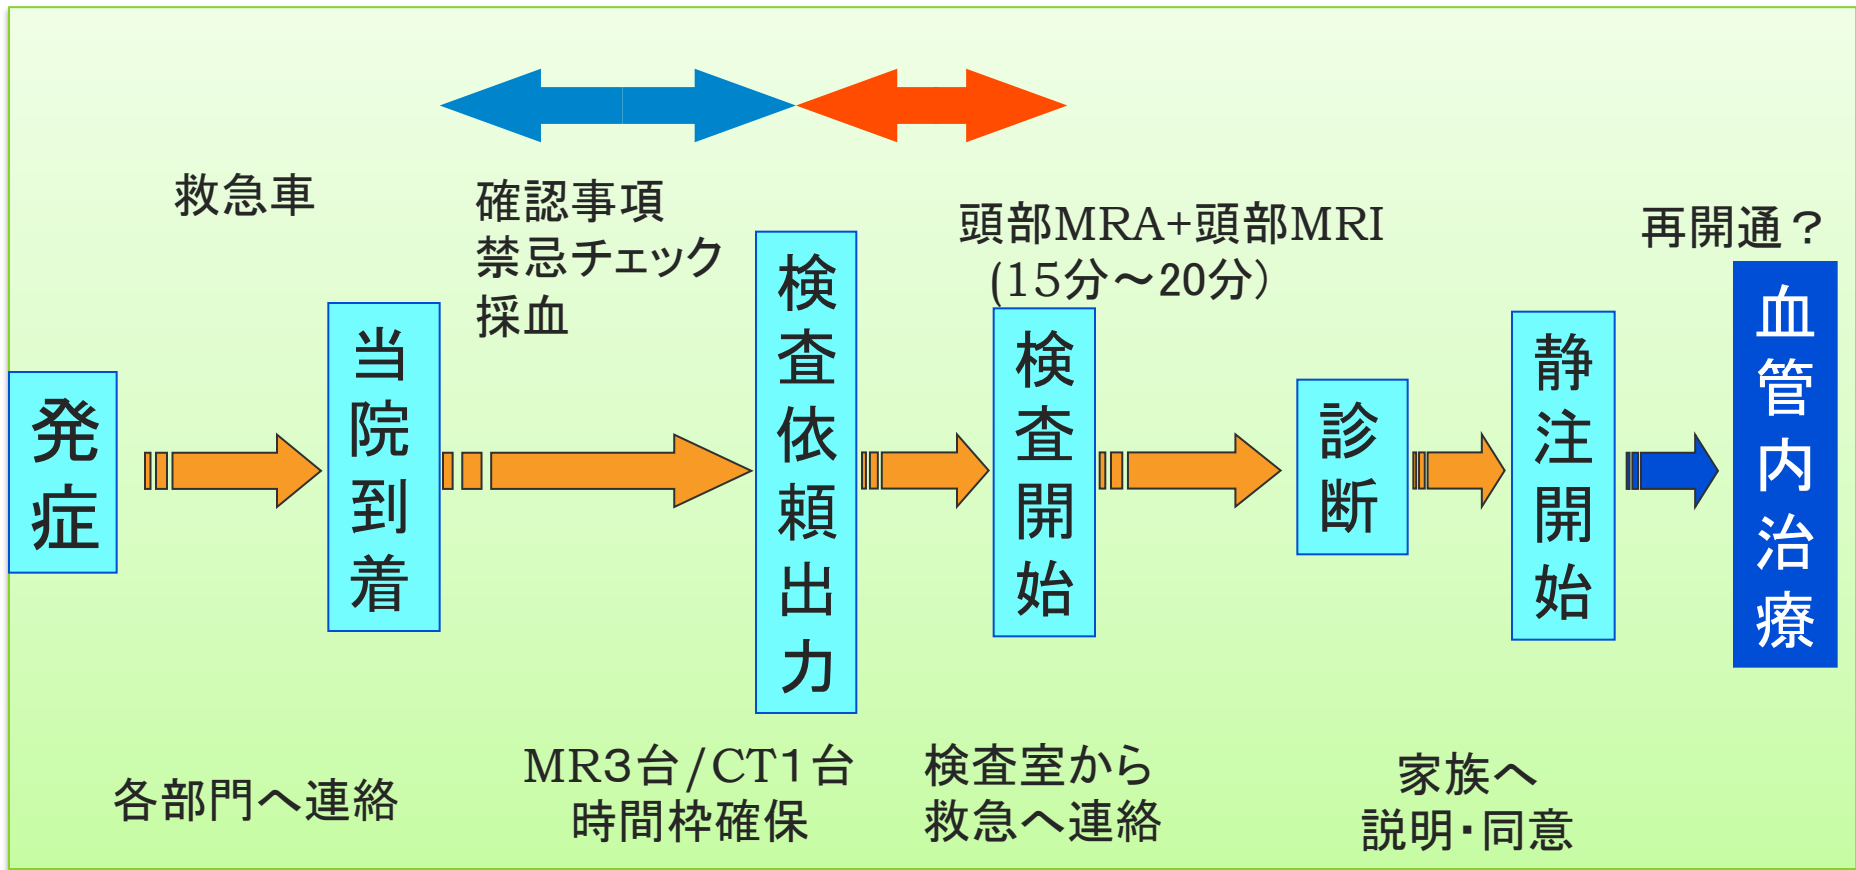 救急車
確認事項
禁忌チェック
採血
頭部MRA+頭部MRI
(15分～20分）
再開通？
発症
当院到着
検査依頼出力
検査開始
診断
静注開始
血管内治療
各部門へ連絡
MR３台/CT１台
時間枠確保
検査室から
救急へ連絡
家族へ
説明・同意